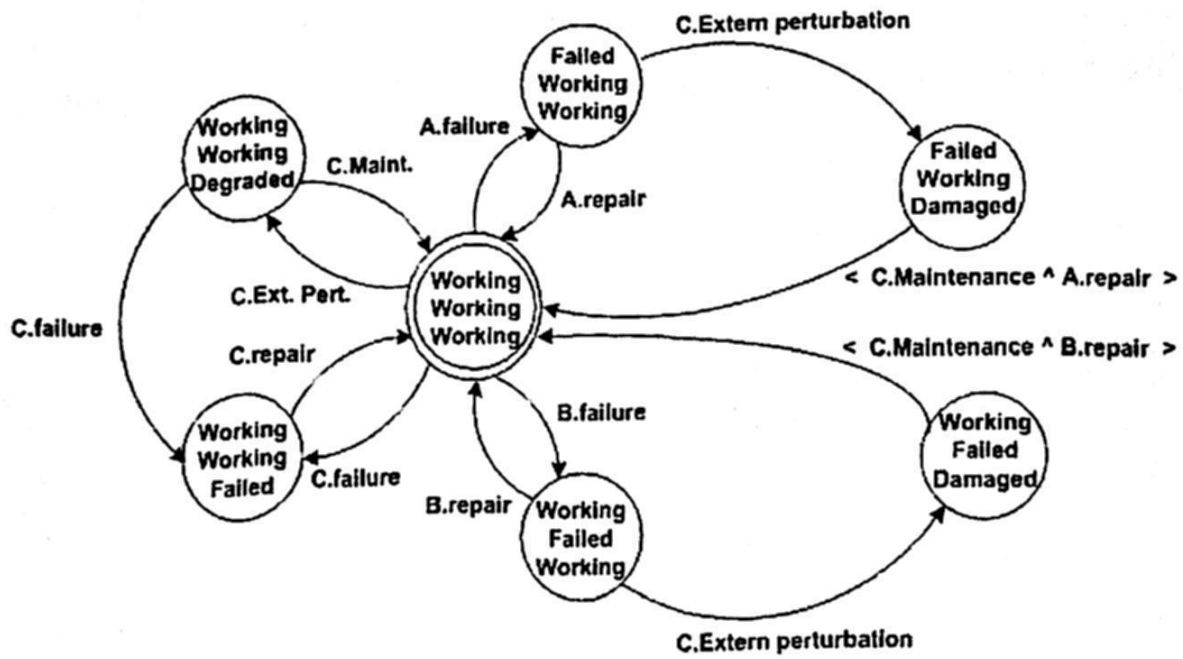 C.Extern perturbation
Failed
Working
Working
A.failure
Working
Working
Degraded
C.Maint.
Failed
Working
Damaged
A.repair
Working
Working
Working
C.Ext. Pert.
< C.Maintenance ^ A.repair >
C.failure
C.repair
< C.Maintenance ^ B.repair >
B.failure
Working
Working
Failed
C.failure
Working
Failed
Damaged
B.repair
Working
Failed
Working
C.Extern perturbation